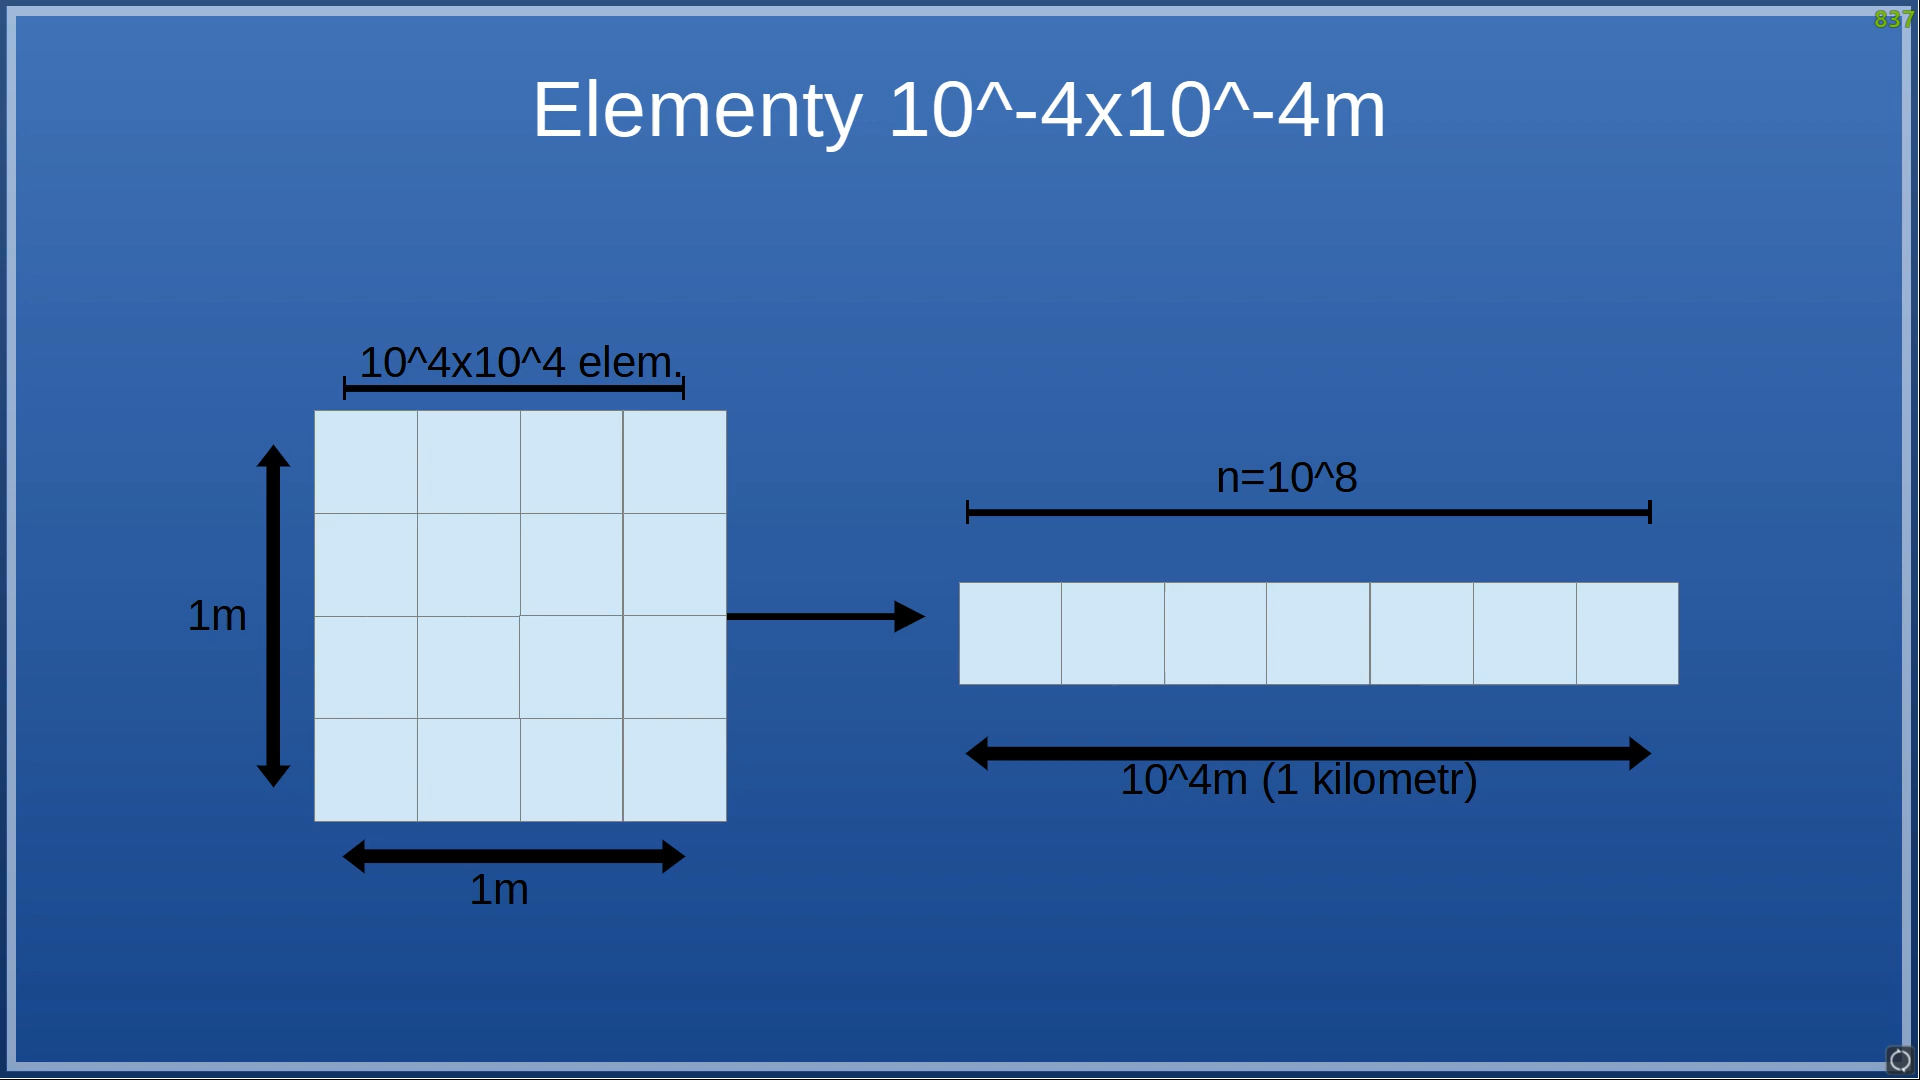 837
Elementy 10^-4x10^-4m
10^4x10^4 elem.
n=10^8
1m
10^4m (1 kilometr)
1m